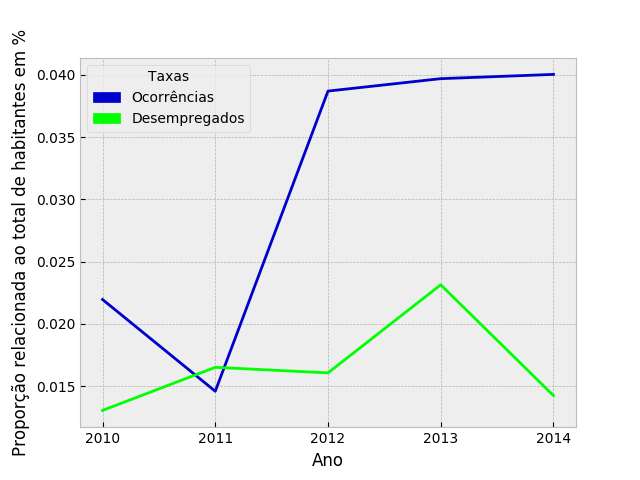 Proporção relacionada ao total de habitantes em %
0.040
0.035
0.030
0.025
0.020
0.015
Taxas
Ocorrências
Desempregados
2010 2011 2012 2013 2014
Ano